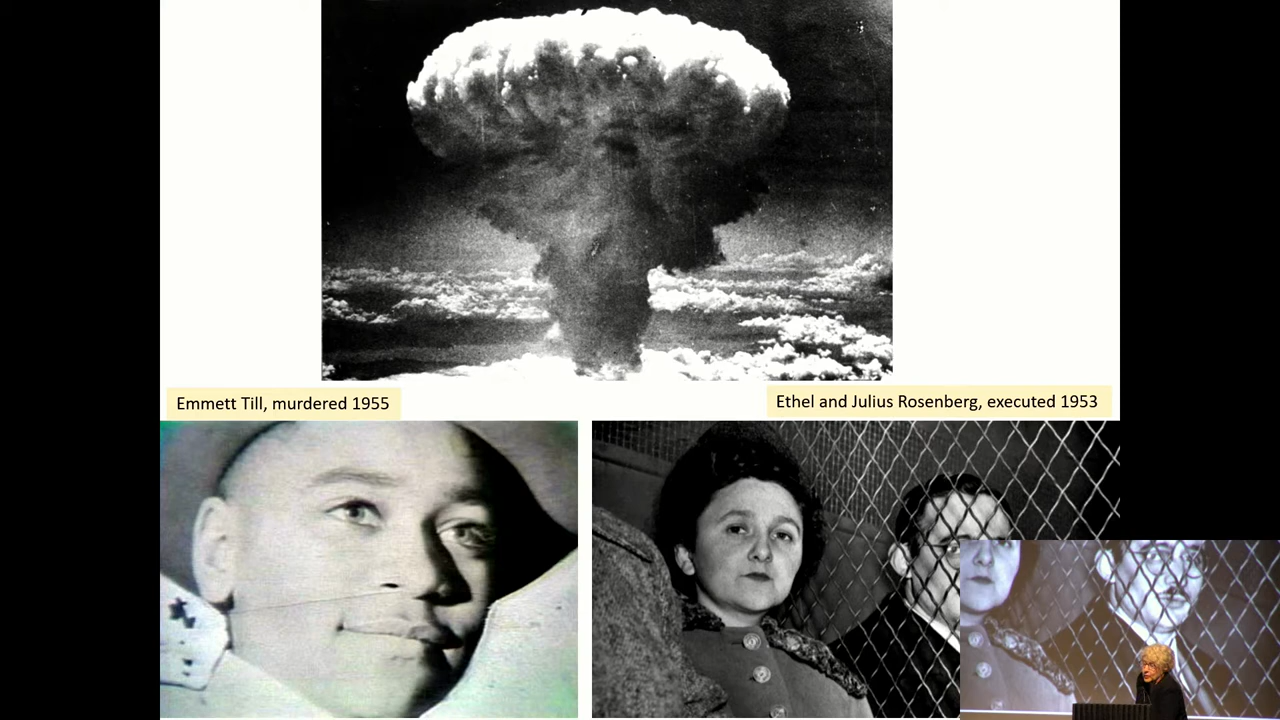 Emmett Till, murdered 1955
Ethel and Julius Rosenberg, executed 1953